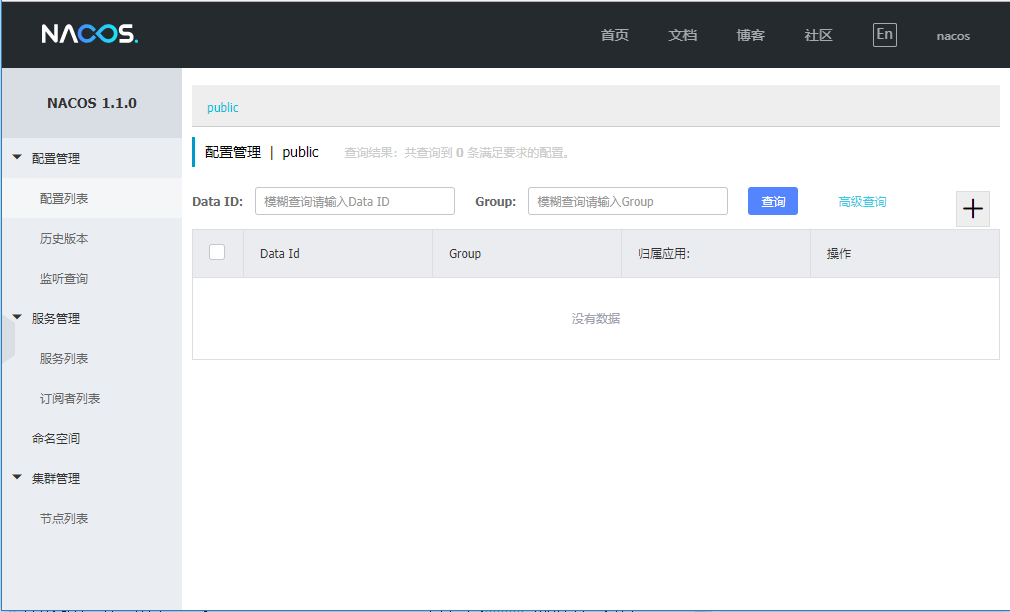 NACOS.
首页 文档 博客 社区 En nacos
NACOS 1.1.0
配置管理
配置列表
历史版本
监听查询
服务管理
服务列表
订阅者列表
命名空间
集群管理
节点列表
public
配置管理 | public 查询结果：共查询到 0 条满足要求的配置。
Data ID: 模糊查询请输入Data ID Group: 模糊查询请输入Group 查询 高级查询 +
Data Id Group 归属应用: 操作
没有数据